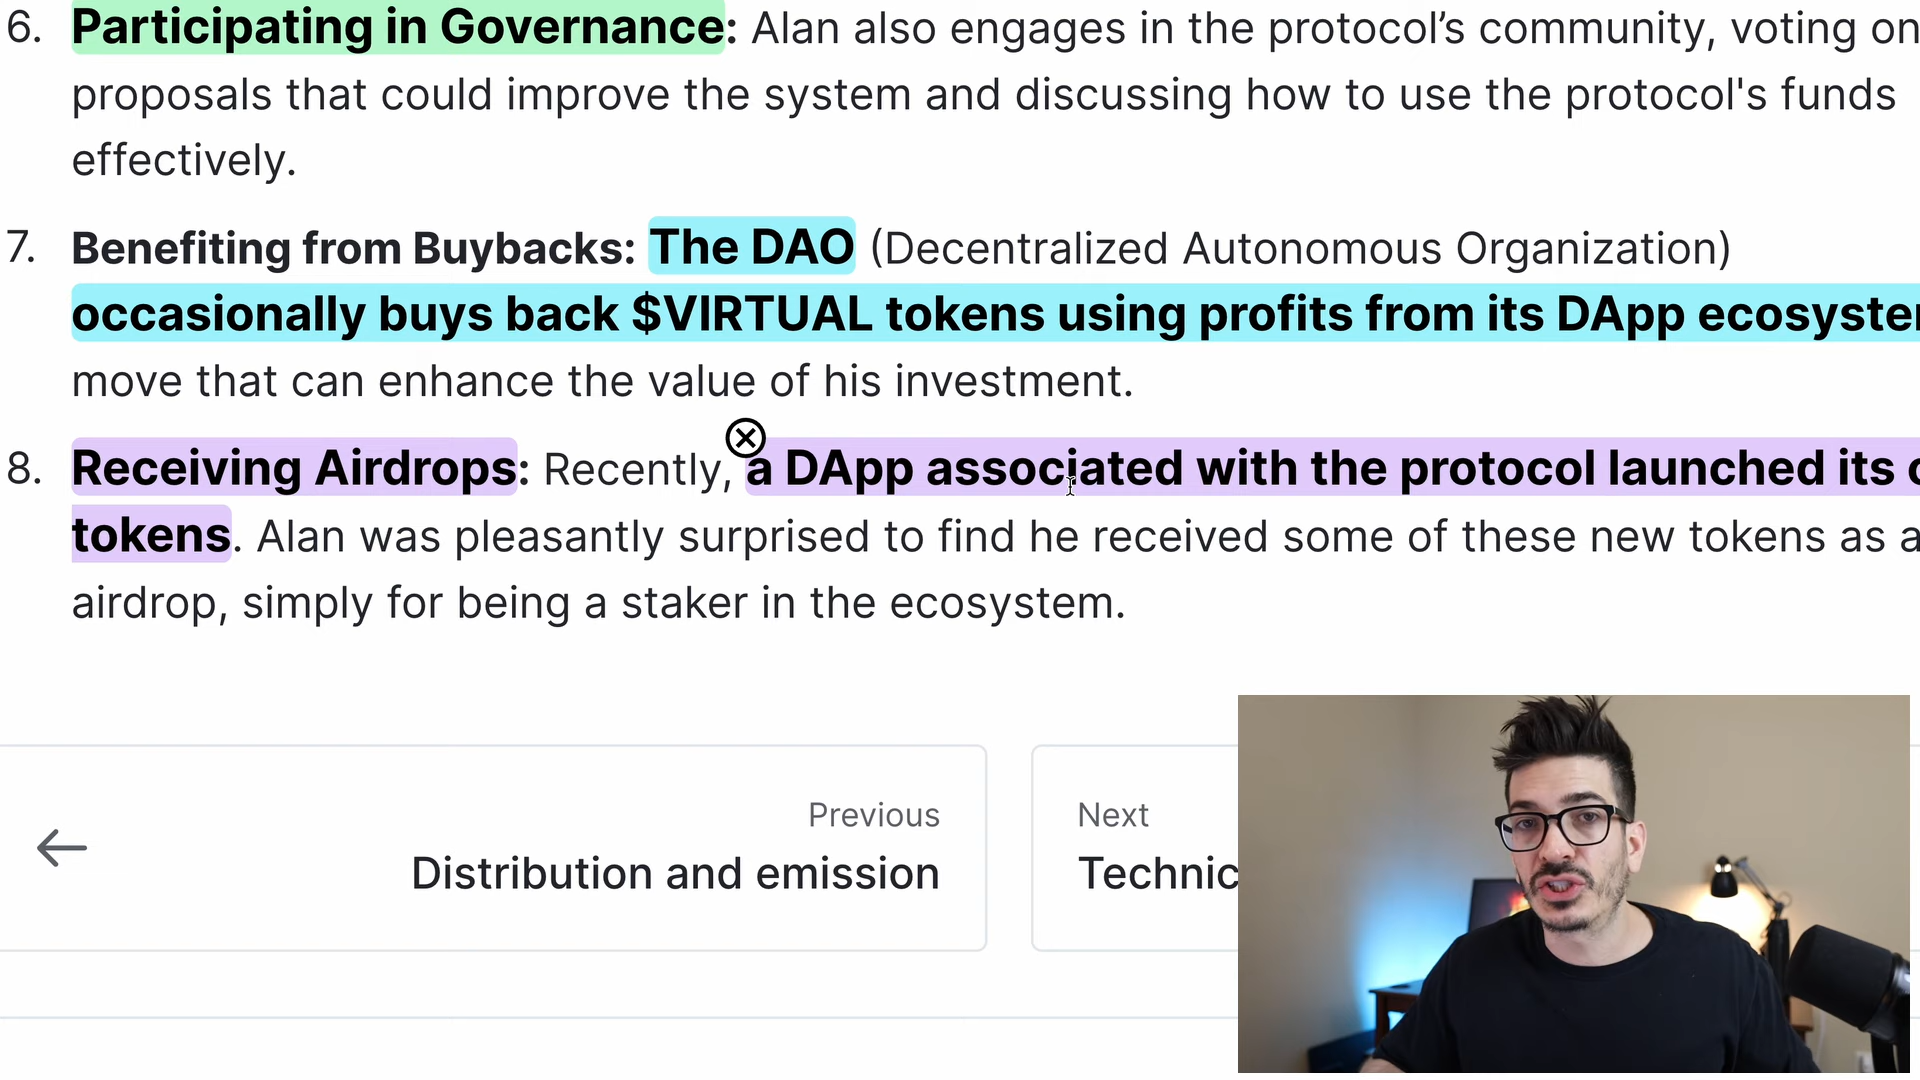 6. Participating in Governance: Alan also engages in the protocol’s community, voting on
proposals that could improve the system and discussing how to use the protocol's funds
effectively.
7. Benefiting from Buybacks: The DAO (Decentralized Autonomous Organization)
occasionally buys back $VIRTUAL tokens using profits from its DApp
move that can enhance the value of his investment.
8. Receiving Airdrops: Recently, a DApp associated with the protocol launched its
tokens. Alan was pleasantly surprised to find he received some of these new tokens as
airdrop, simply for being a staker in the ecosystem.
Previous
Distribution and emission
Next